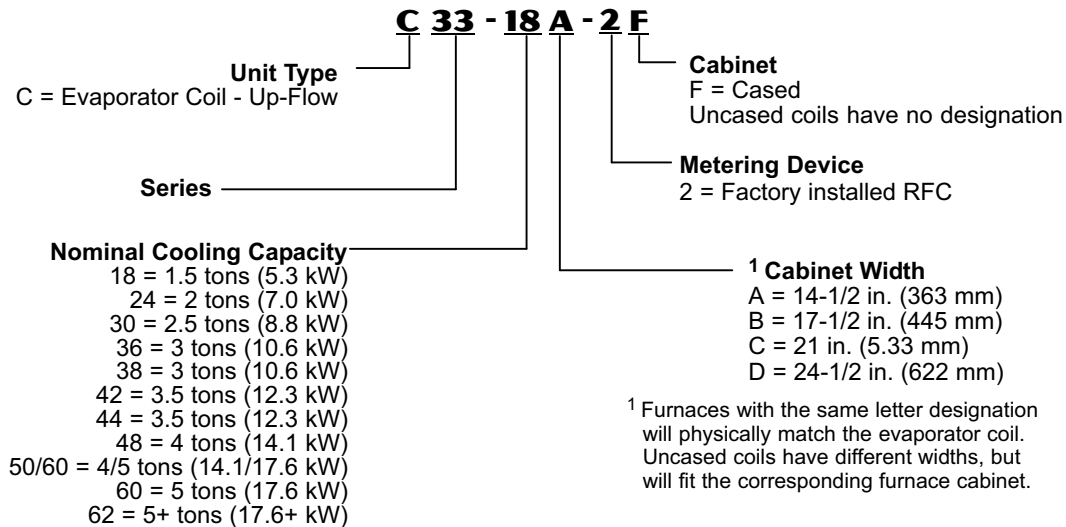 C 33 - 18 A - 2 F
Unit Type
C = Evaporator Coil - Up-Flow
Series
Nominal Cooling Capacity
18 = 1.5 tons (5.3 kW)
24 = 2 tons (7.0 kW)
30 = 2.5 tons (8.8 kW)
36 = 3 tons (10.6 kW)
38 = 3 tons (10.6 kW)
42 = 3.5 tons (12.3 kW)
44 = 3.5 tons (12.3 kW)
48 = 4 tons (14.1 kW)
50/60 = 4/5 tons (14.1/17.6 kW)
60 = 5 tons (17.6 kW)
62 = 5+ tons (17.6+ kW)
Cabinet
F = Cased
Uncased coils have no designation
Metering Device
2 = Factory installed RFC
1 Cabinet Width
A = 14-1/2 in. (363 mm)
B = 17-1/2 in. (445 mm)
C = 21 in. (5.33 mm)
D = 24-1/2 in. (622 mm)
1 Furnaces with the same letter designation
will physically match the evaporator coil.
Uncased coils have different widths, but
will fit the corresponding furnace cabinet.